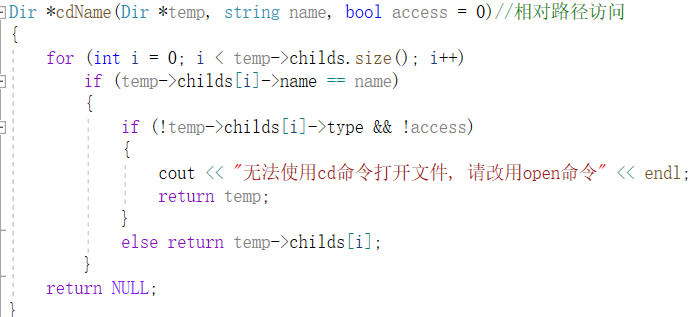 Dir *cdName(Dir *temp, string name, bool access = 0)//相对路径访问
{
    for (int i = 0; i < temp->childs.size(); i++)
        if (temp->childs[i]->name == name)
        {
            if (!temp->childs[i]->type && !access)
            {
                cout << "无法使用cd命令打开文件, 请改用open命令" << endl;
                return temp;
            }
            else return temp->childs[i];
        }
    return NULL;
}